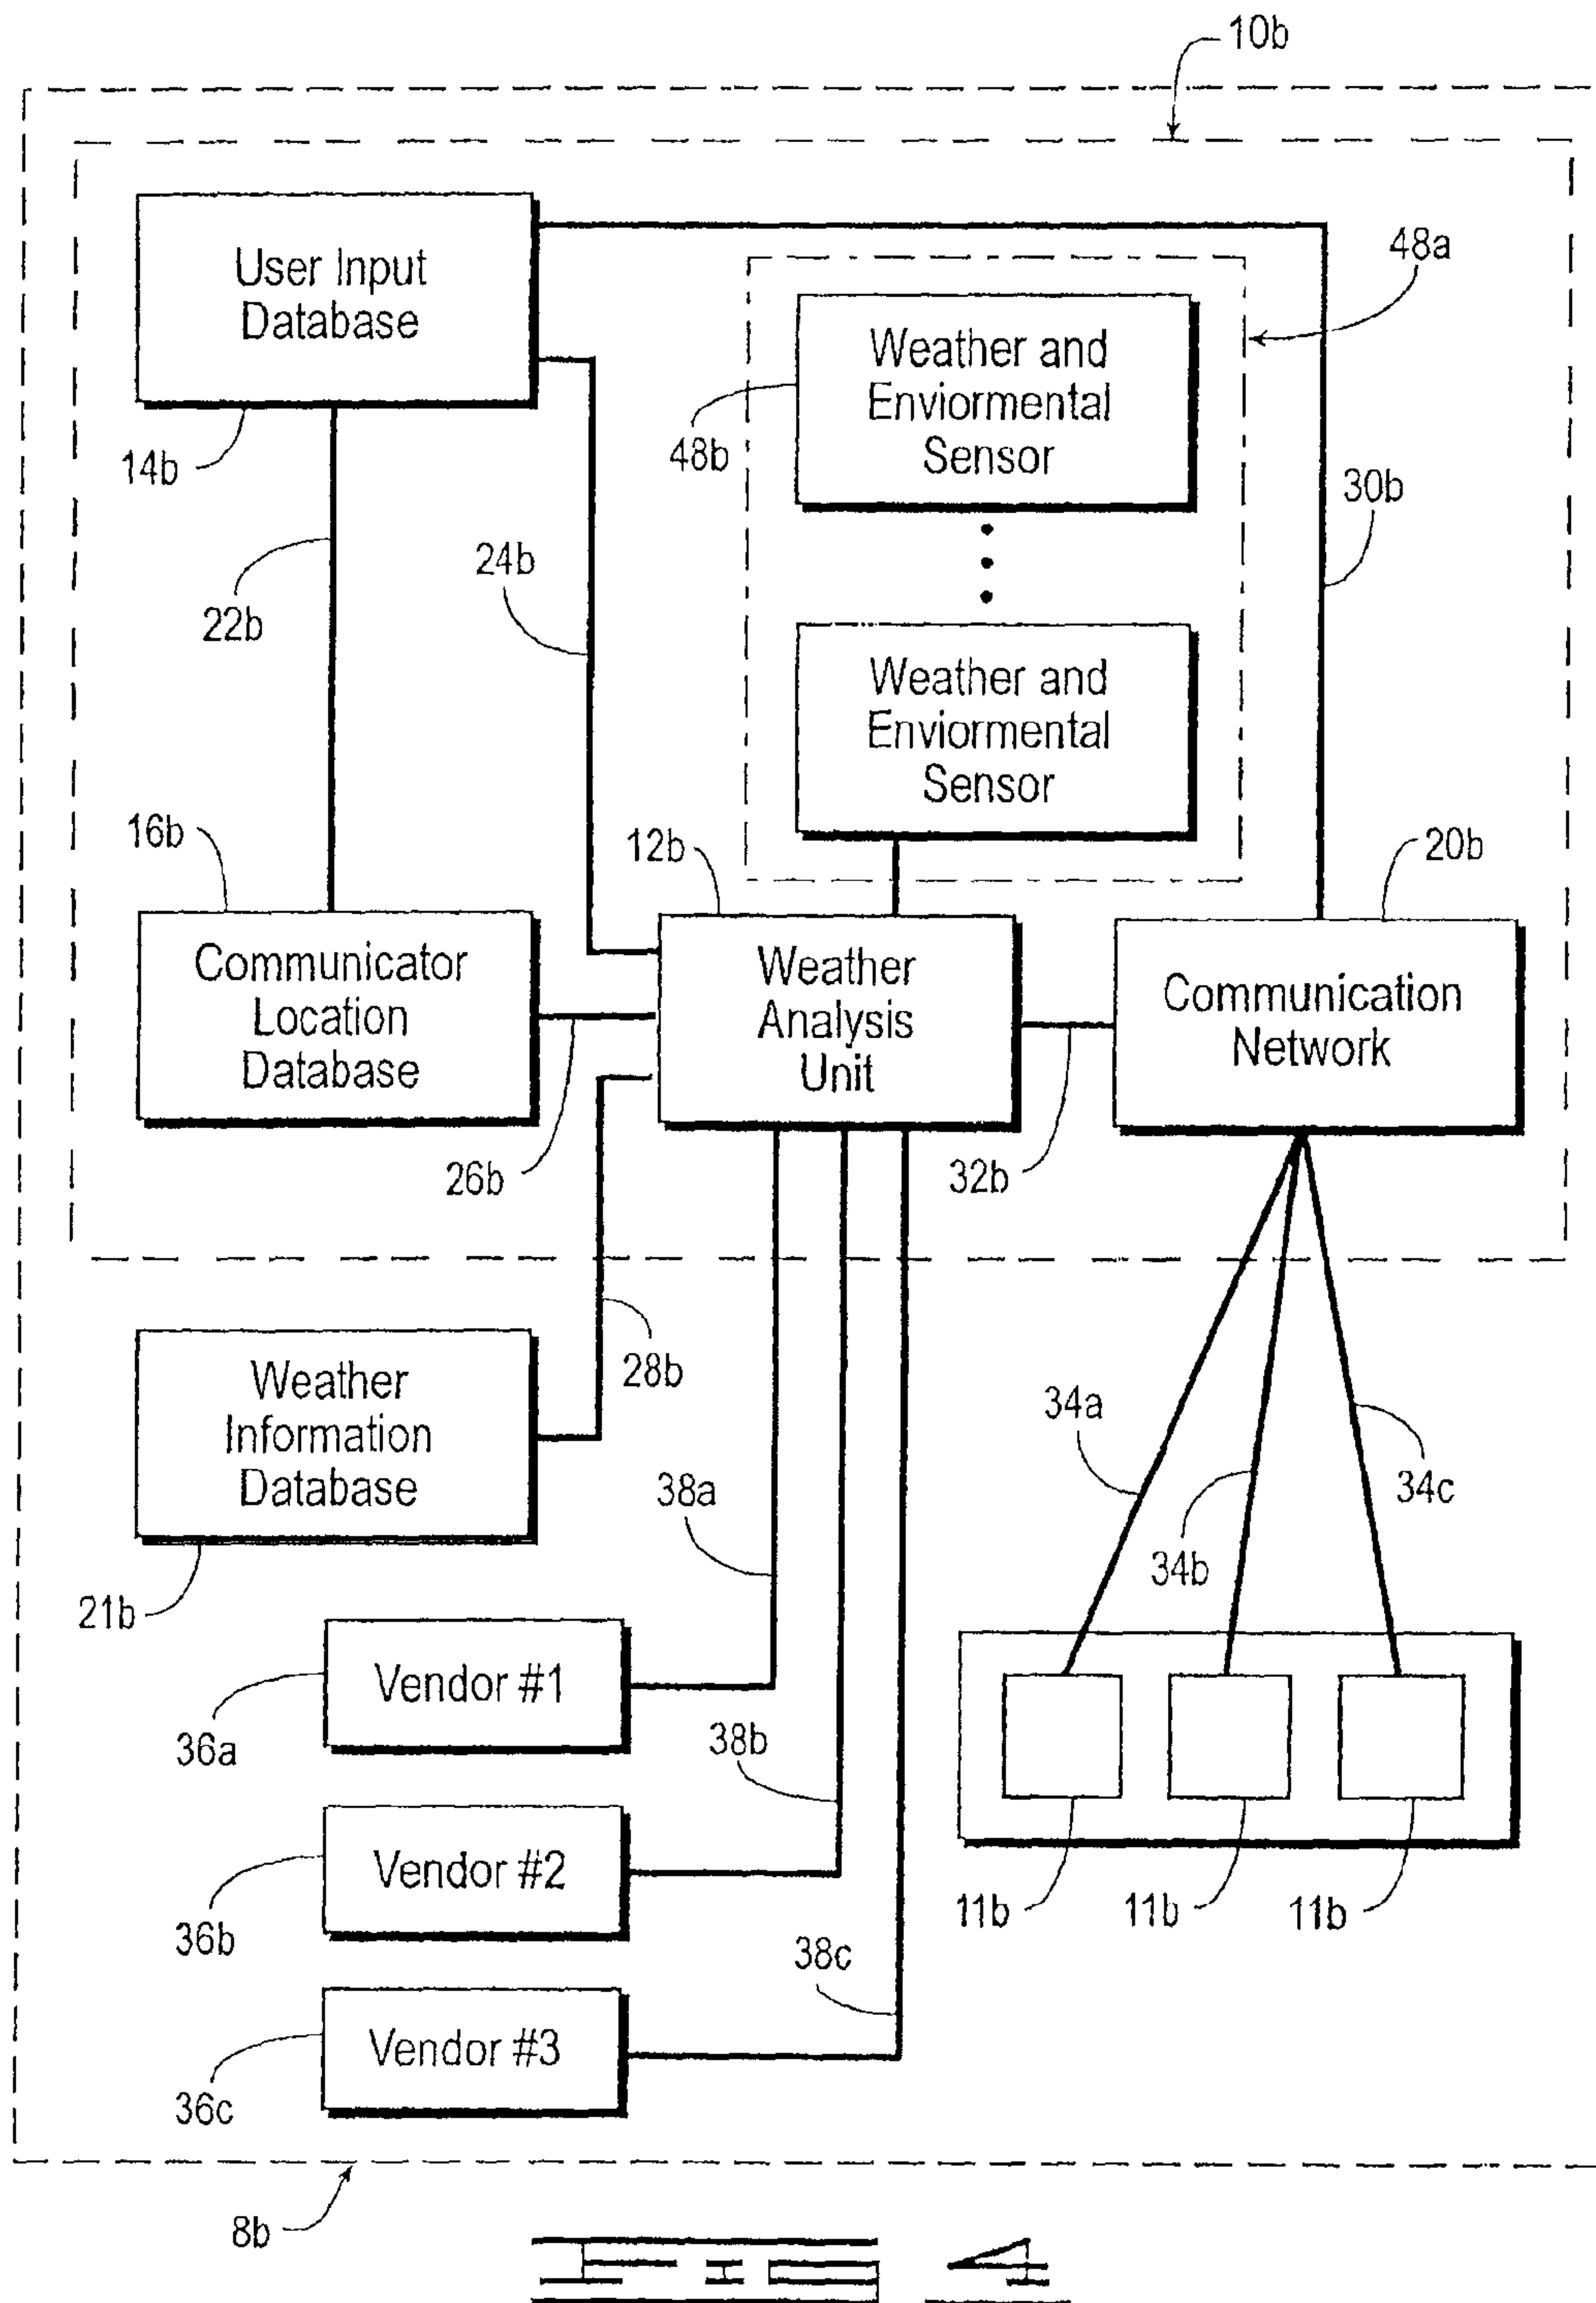 10b
User Input
Database
48a
Weather and
Enviormental
Sensor
48b
14b
30b
24b
22b
Weather and
Enviormental
Sensor
16b
12b
20b
Communicator
Location
Database
Weather
Analysis
Unit
Communication
Network
26b
32b
28b
Weather
Information
Database
34a
34c
38a
34b
21b
Vendor #1
36a
38b
Vendor #2
11b
11b
11b
36b
38c
Vendor #3
36c
8b